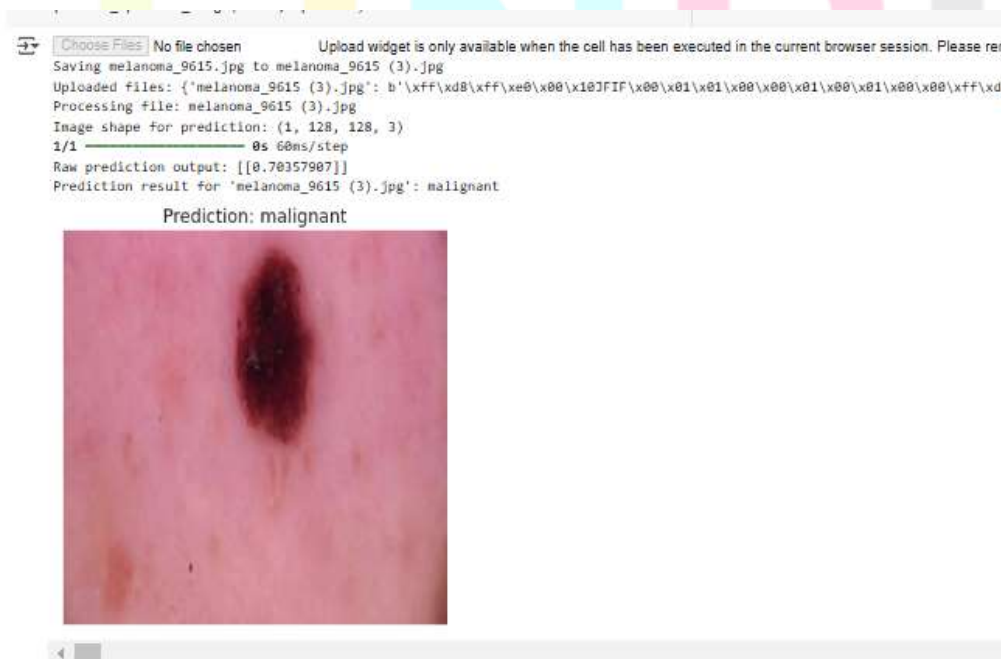 Choose Files No file chosen Upload widget is only available when the cell has been executed in the current browser session. Please rer
Saving melanoma_9615.jpg to melanoma_9615 (3).jpg
Uploaded files: {'melanoma_9615 (3).jpg': b'\xff\xd8\xff\xe0\x00\x10JFIF\x00\x01\x01\x00\x00\x01\x00\x01\x00\x00\xff\xd
Processing file: melanoma_9615 (3).jpg
Image shape for prediction: (1, 128, 128, 3)
1/1 0s 60ms/step
Raw prediction output: [[0.70357907]]
Prediction result for 'melanoma_9615 (3).jpg': malignant
Prediction: malignant